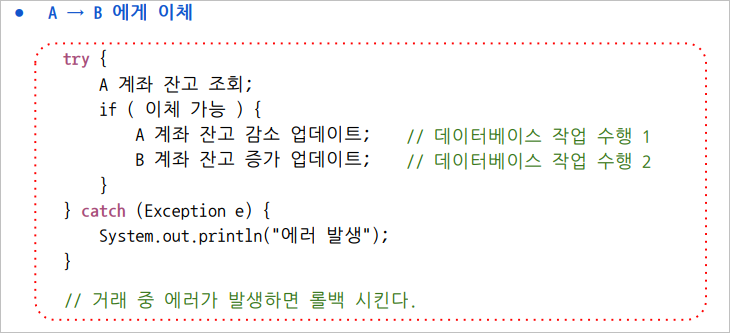 ● A → B 에게 이체
try {
A 계좌 잔고 조회;
if ( 이체 가능 ) {
A 계좌 잔고 감소 업데이트; // 데이터베이스 작업 수행 1
B 계좌 잔고 증가 업데이트; // 데이터베이스 작업 수행 2
}
} catch (Exception e) {
System.out.println("에러 발생");
}
// 거래 중 에러가 발생하면 롤백 시킨다.